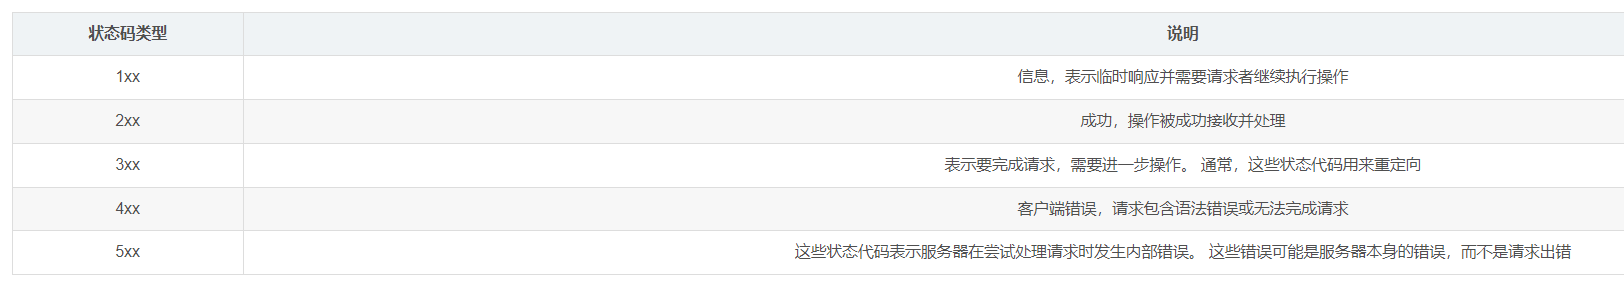 状态码类型 说明
1xx 信息，表示临时响应并需要请求者继续执行操作
2xx 成功，操作被成功接收并处理
3xx 表示要完成请求，需要进一步操作。 通常，这些状态代码用来重定向
4xx 客户端错误，请求包含语法错误或无法完成请求
5xx 这些状态代码表示服务器在尝试处理请求时发生内部错误。 这些错误可能是服务器本身的错误，而不是请求出错